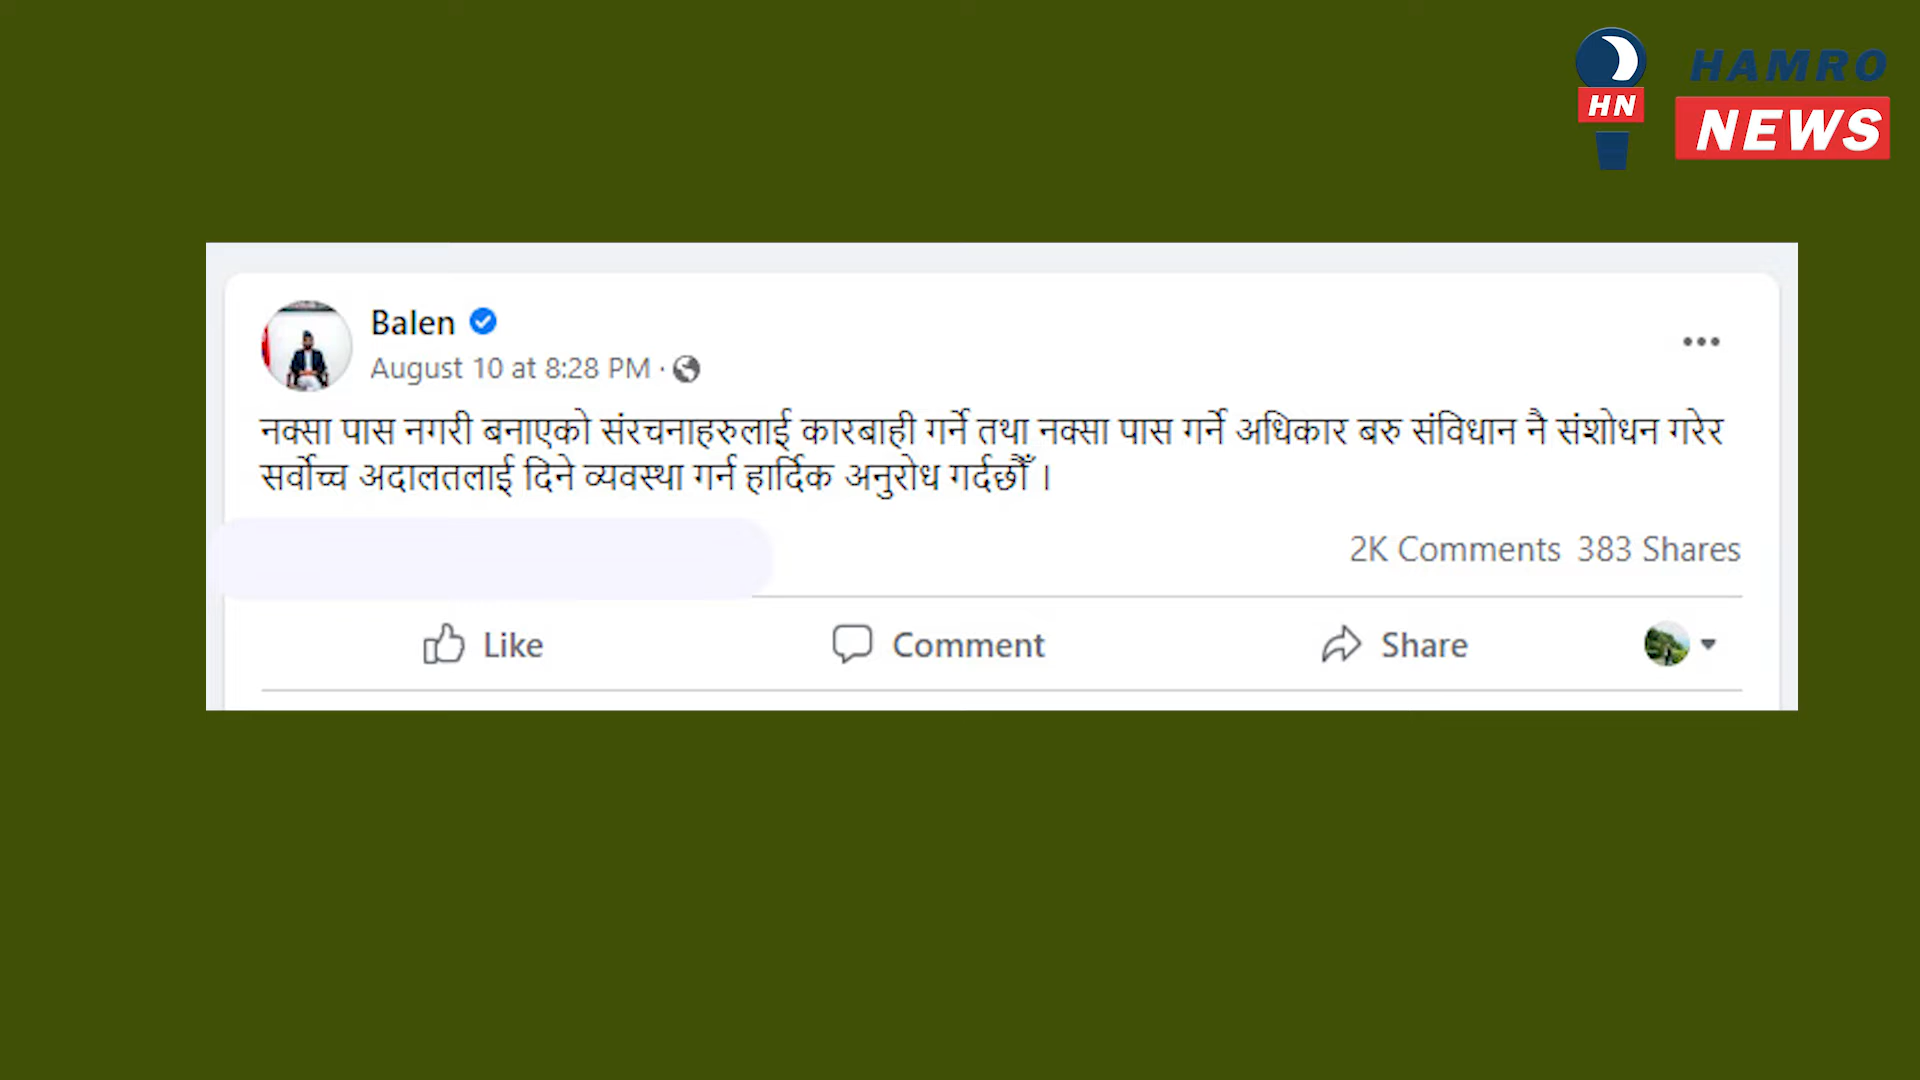 HAMRO
HN
NEWS
Balen
August 10 at 8:28 PM ·
नक्सा पास नगरी बनाएको संरचनाहरुलाई कारबाही गर्ने तथा नक्सा पास गर्ने अधिकार बरु संविधान नै संशोधन गरेर
सर्वोच्च अदालतलाई दिने व्यवस्था गर्न हार्दिक अनुरोध गर्दछौँ ।
2K Comments 383 Shares
Like Comment Share